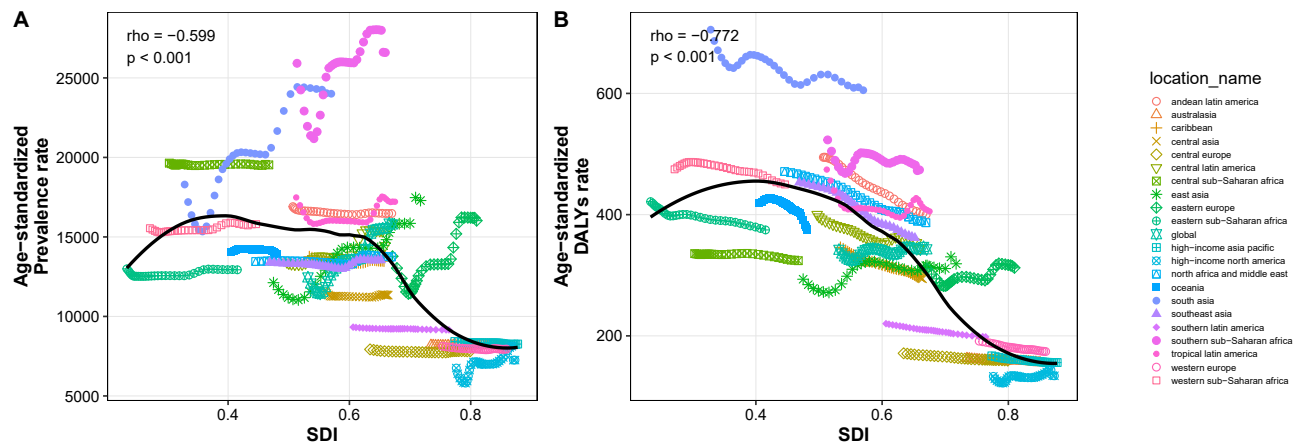 A
rho = −0.599
p < 0.001
Age-standardized
Prevalence rate
25000
20000
15000
10000
5000
0.4
0.6
0.8
SDI
B
rho = −0.772
p < 0.001
Age-standardized
DALYs rate
600
400
200
0.4
0.6
0.8
SDI
location_name
andean latin america
australasia
caribbean
central asia
central europe
central latin america
central sub−Saharan africa
east asia
eastern europe
eastern sub−Saharan africa
global
high−income asia pacific
high−income north america
north africa and middle east
oceania
south asia
southeast asia
southern latin america
southern sub−Saharan africa
tropical latin america
western europe
western sub−Saharan africa